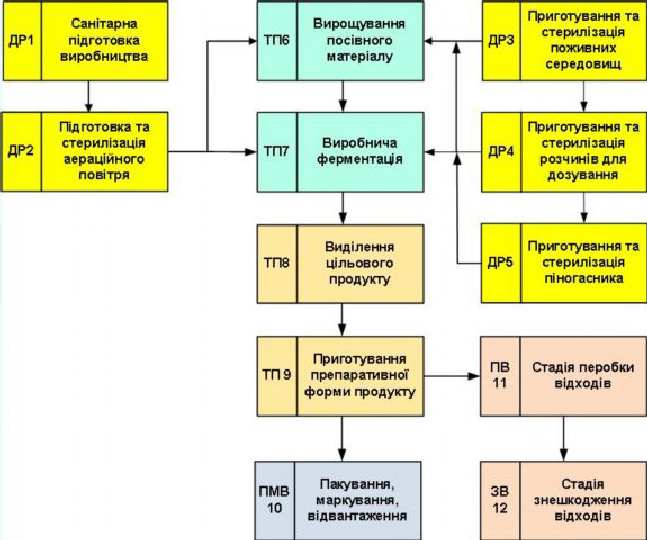 ДР1
Санітарна
підготовка
виробництва
ТП6
Вирощування
посівного
матеріалу
ДР3
Приготування та
стерилізація
поживних
середовищ
ДР2
Підготовка та
стерилізація
аераційного
повітря
ТП7
Виробнича
ферментація
ДР4
Приготування та
стерилізація
розчинів для
дозування
ТП8
Виділення
цільового
продукту
ДР5
Приготування та
стерилізація
піногасника
ТП 9
Приготування
препаративної
форми продукту
ПВ
11
Стадія перобки
відходів
ПМВ
10
Пакування,
маркування,
відвантаження
ЗВ
12
Стадія
знешкодження
відходів